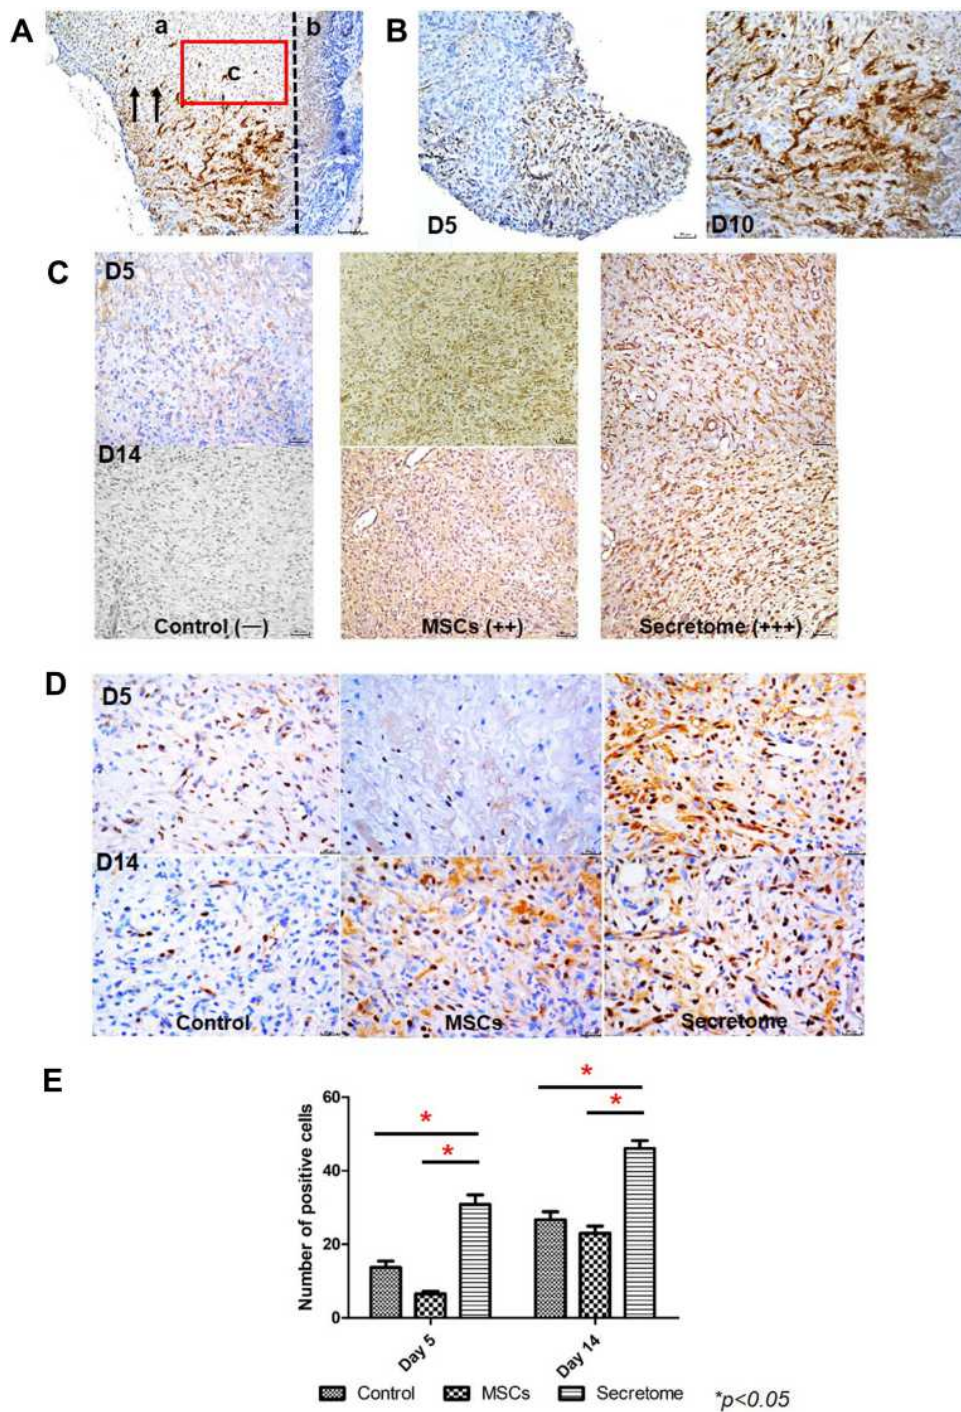 A
a
b
c
B
D5
D10
C
D5
D14
Control (—)
MSCs (++)
Secretome (+++)
D
D5
D14
Control
MSCs
Secretome
E
Number of positive cells
60
40
20
0
*
*
*
*
Day 5
Day 14
Control
MSCs
Secretome
*p<0.05